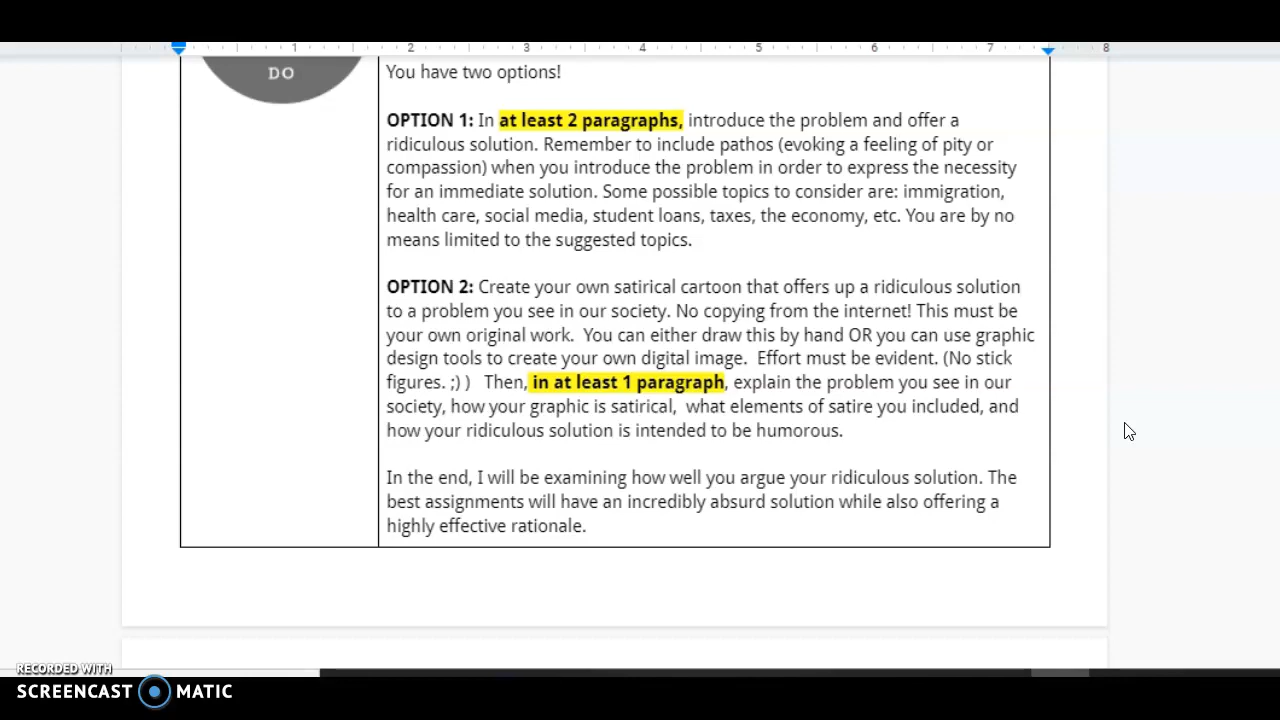 1 2 3 4 5 6 7 8
DO
You have two options!
OPTION 1: In at least 2 paragraphs, introduce the problem and offer a
ridiculous solution. Remember to include pathos (evoking a feeling of pity or
compassion) when you introduce the problem in order to express the necessity
for an immediate solution. Some possible topics to consider are: immigration,
health care, social media, student loans, taxes, the economy, etc. You are by no
means limited to the suggested topics.
OPTION 2: Create your own satirical cartoon that offers up a ridiculous solution
to a problem you see in our society. No copying from the internet! This must be
your own original work.  You can either draw this by hand OR you can use graphic
design tools to create your own digital image.  Effort must be evident. (No stick
figures. ;) )   Then, in at least 1 paragraph, explain the problem you see in our
society, how your graphic is satirical,  what elements of satire you included, and
how your ridiculous solution is intended to be humorous.
In the end, I will be examining how well you argue your ridiculous solution. The
best assignments will have an incredibly absurd solution while also offering a
highly effective rationale.
RECORDED WITH
SCREENCAST MATIC